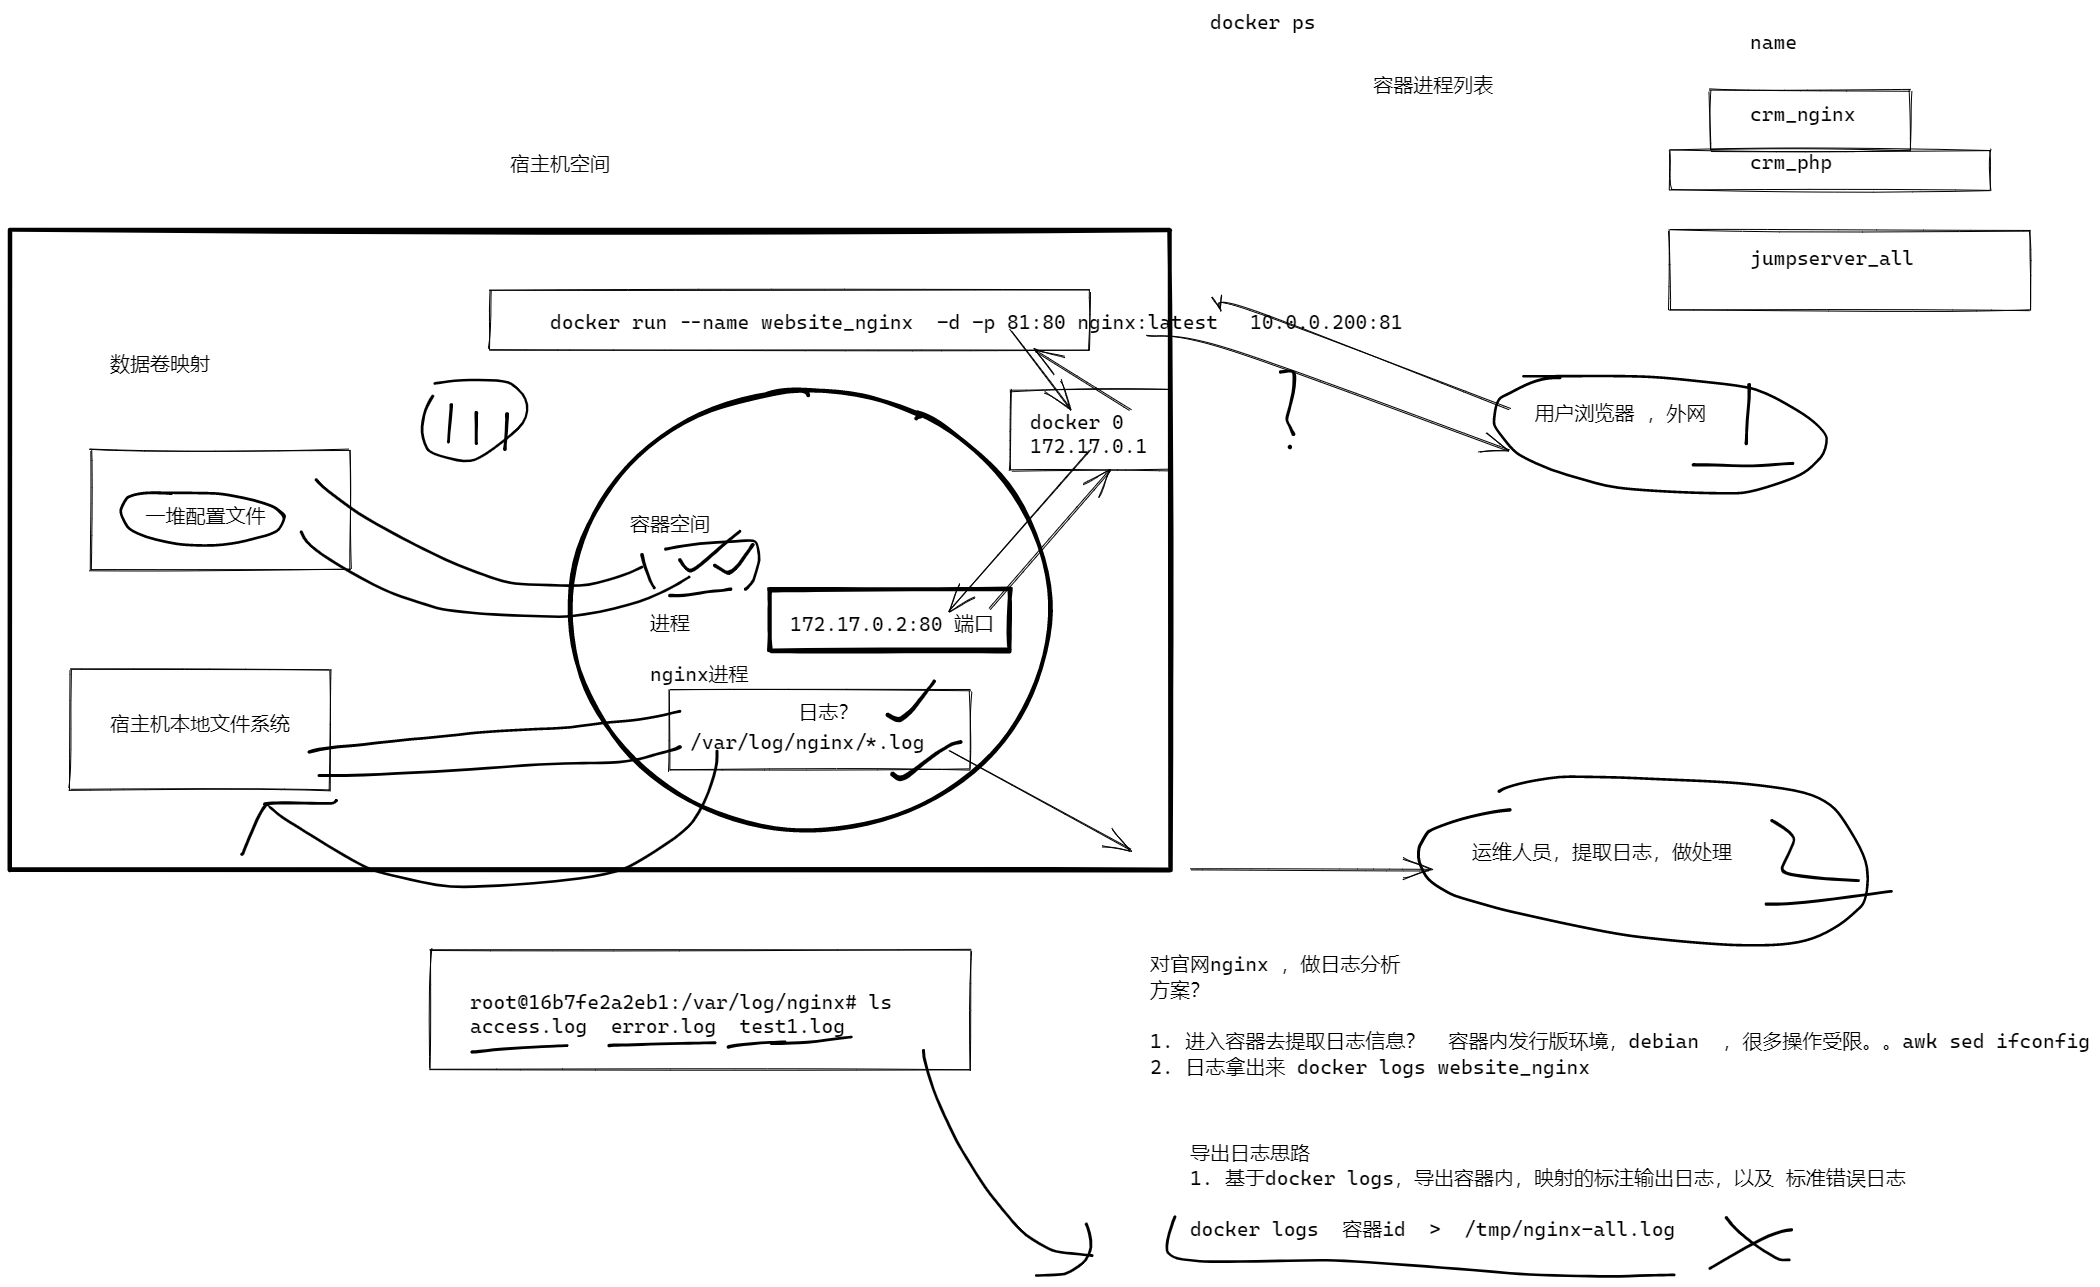 docker ps
name
容器进程列表
crm_nginx
crm_php
宿主机空间
jumpserver_all
docker run --name website_nginx  -d -p 81:80 nginx:latest   10.0.0.200:81
数据卷映射
用户浏览器 ，外网
docker 0
172.17.0.1
一堆配置文件
容器空间
进程
172.17.0.2:80 端口
nginx进程
日志？
宿主机本地文件系统
/var/log/nginx/*.log
运维人员，提取日志，做处理
对官网nginx ，做日志分析
方案？
root@16b7fe2a2eb1:/var/log/nginx# ls
access.log  error.log  test1.log
1. 进入容器去提取日志信息？  容器内发行版环境，debian  ，很多操作受限。。awk sed ifconfig
2. 日志拿出来 docker logs website_nginx
导出日志思路
1. 基于docker logs，导出容器内，映射的标注输出日志，以及 标准错误日志
docker logs  容器id  >  /tmp/nginx-all.log